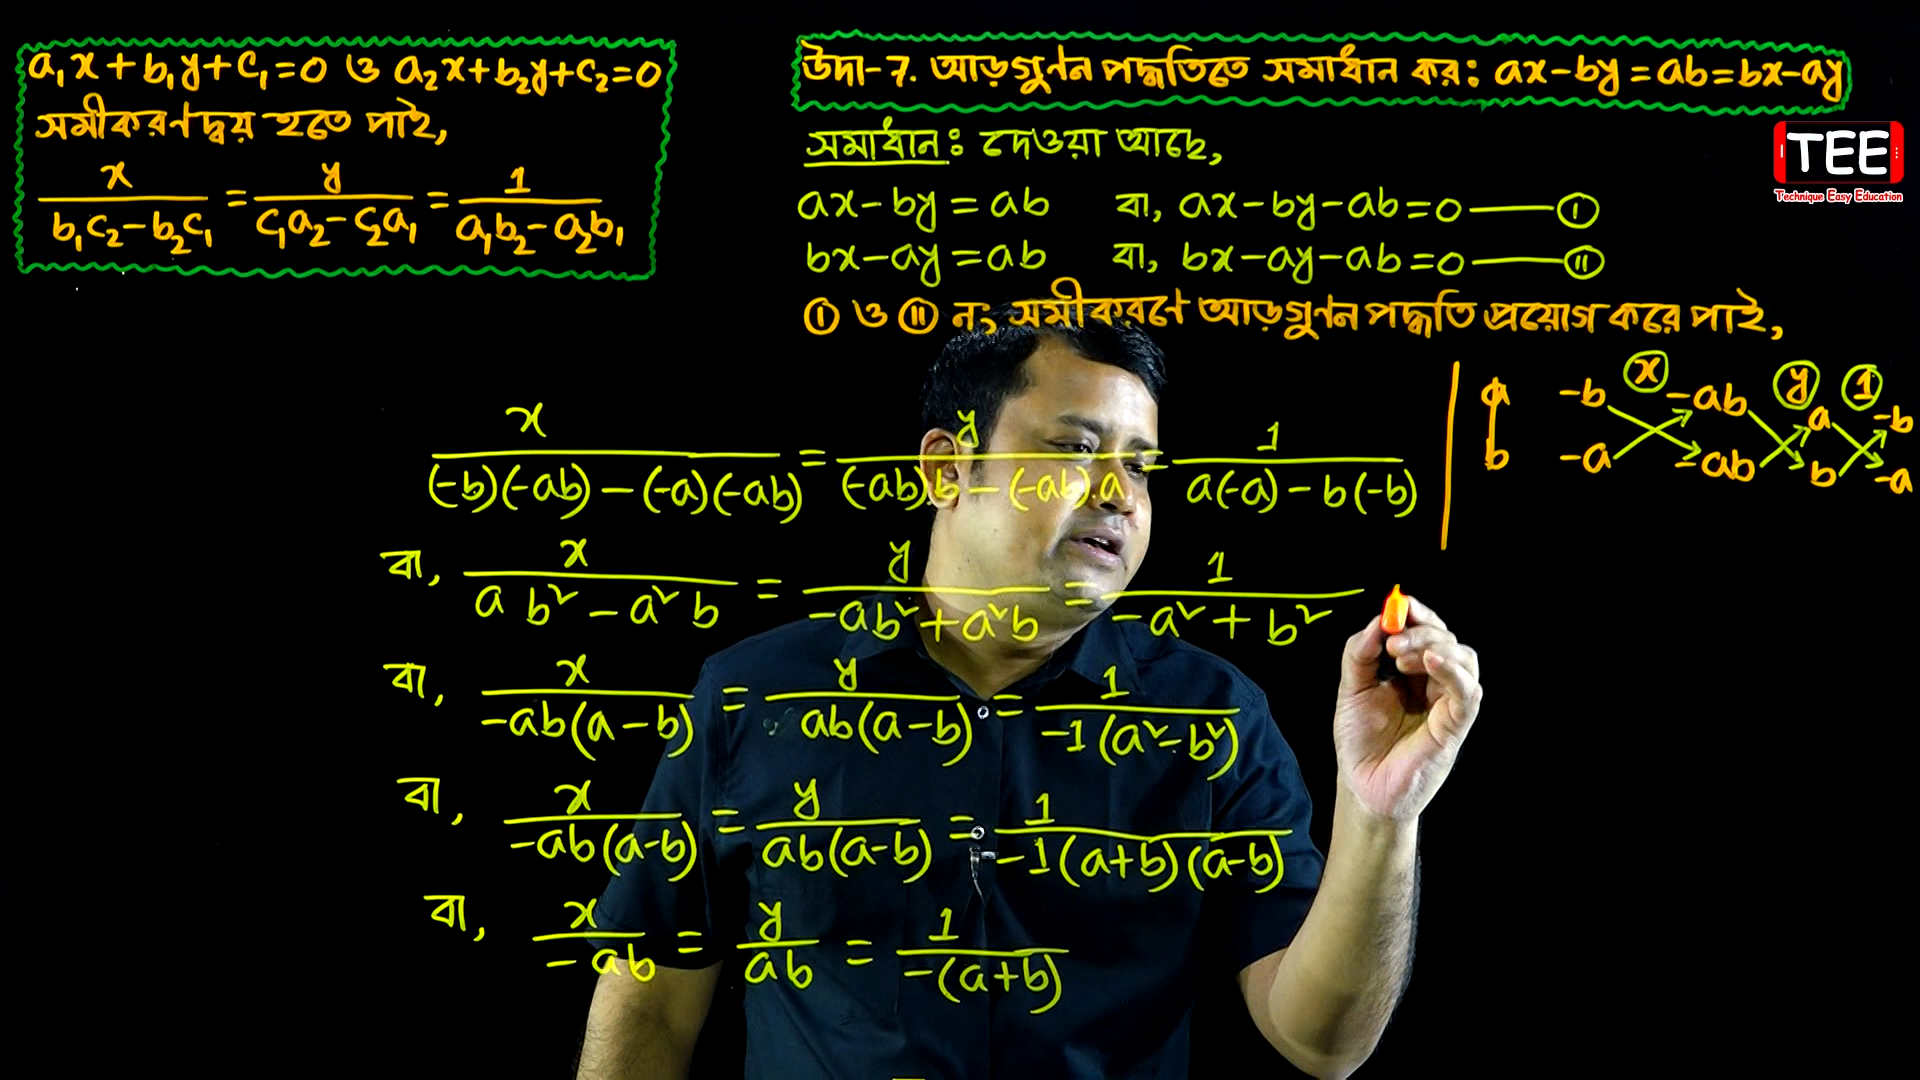 a₁x + b₁y + c₁ = 0 ও a₂x + b₂y + c₂ = 0
সমীকরণদ্বয় হতে পাই,
x/(b₁c₂ - b₂c₁) = y/(c₁a₂ - c₂a₁) = 1/(a₁b₂ - a₂b₁)
উদা-7. আড়গুণন পদ্ধতিতে সমাধান কর: ax - by = ab = bx - ay
TEE
Technique Easy Education
সমাধান: দেওয়া আছে,
ax - by = ab বা, ax - by - ab = 0 —— (i)
bx - ay = ab বা, bx - ay - ab = 0 —— (ii)
(i) ও (ii) নং সমীকরণে আড়গুণন পদ্ধতি প্রয়োগ করে পাই,
x y 1
a -b -ab a -b
b -a -ab b -a
x/((-b)(-ab) - (-a)(-ab)) = y/((-ab).b - (-ab).a) = 1/(a(-a) - b(-b))
বা, x/(ab² - a²b) = y/(-ab² + a²b) = 1/(-a² + b²)
বা, x/(-ab(a - b)) = y/(ab(a - b)) = 1/(-1(a² - b²))
বা, x/(-ab(a-b)) = y/(ab(a-b)) = 1/(-1(a+b)(a-b))
বা, x/(-ab) = y/(ab) = 1/(-(a+b))